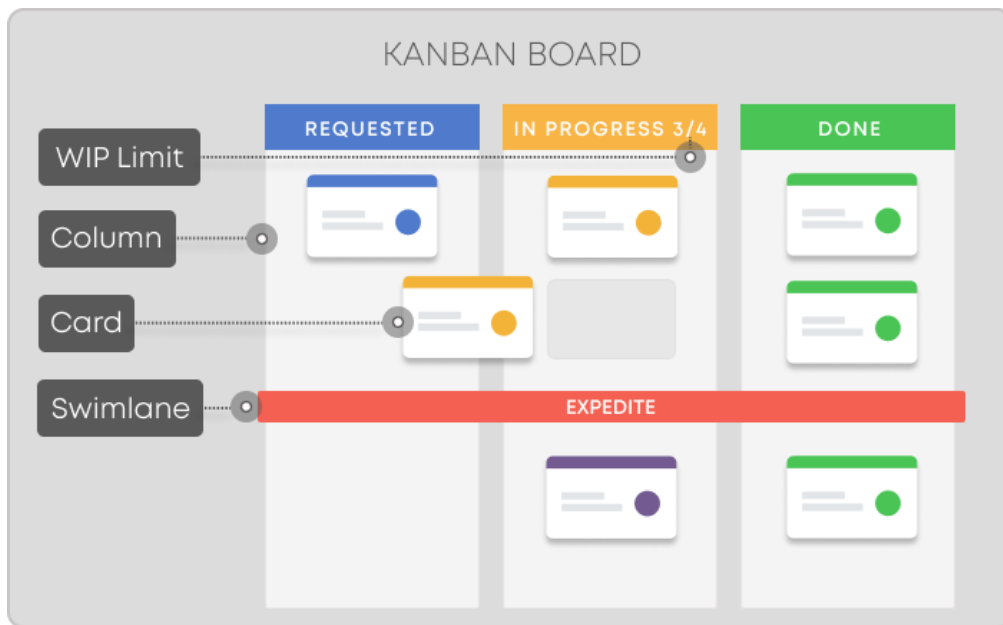 KANBAN BOARD
REQUESTED
IN PROGRESS 3/4
DONE
WIP Limit
Column
Card
Swimlane
EXPEDITE